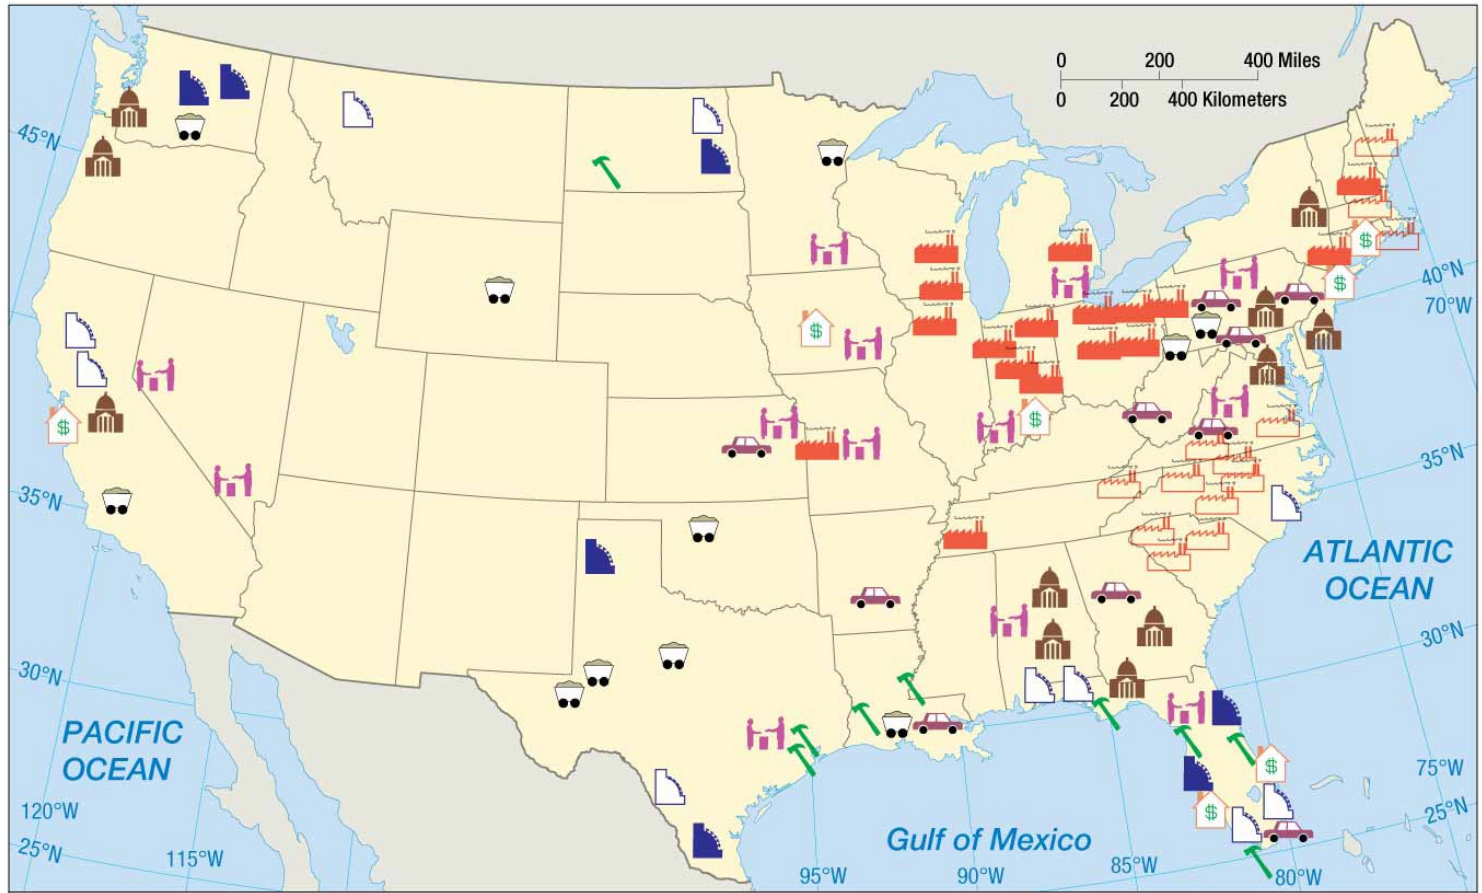 0 200 400 Miles
0 200 400 Kilometers
45°N
40°N
70°W
35°N
35°N
ATLANTIC
OCEAN
30°N
30°N
PACIFIC
OCEAN
75°W
120°W
25°N
Gulf of Mexico
25°N
115°W
95°W
90°W
85°W
80°W
$
$
$
$
$
$
$